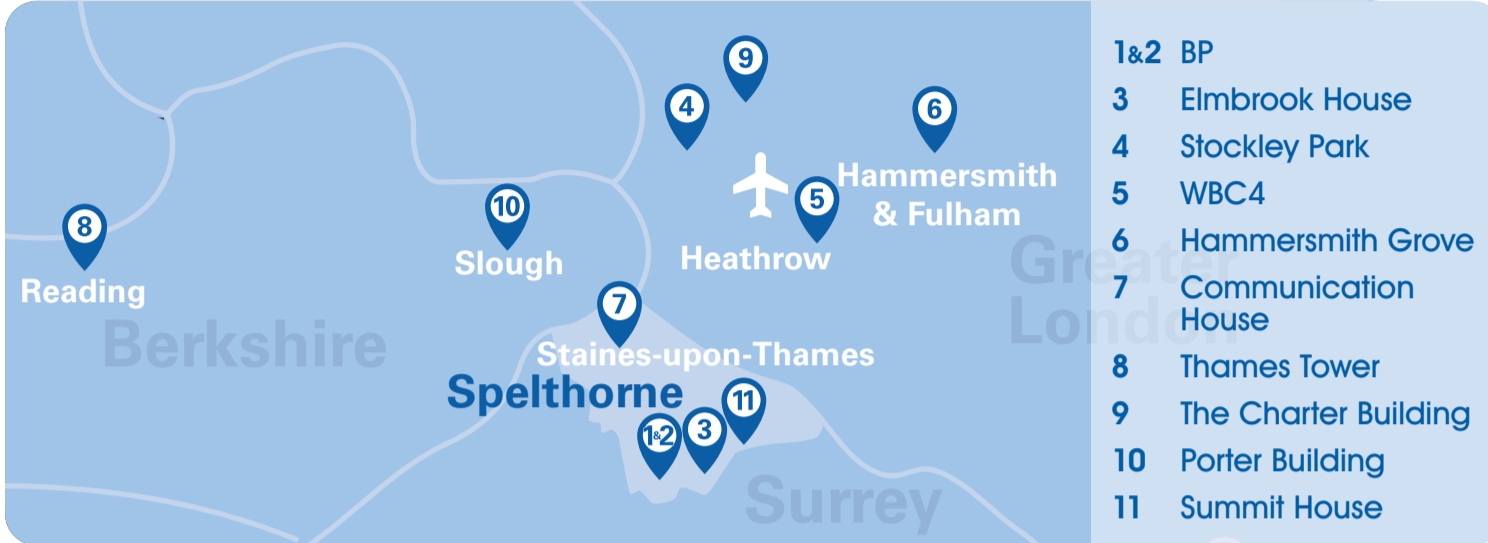 9
4
6
Hammersmith
& Fulham
5
10
8
Slough
Heathrow
Reading
Greater
London
7
Berkshire
Staines-upon-Thames
Spelthorne
11
1&2
3
Surrey
1&2 BP
3 Elmbrook House
4 Stockley Park
5 WBC4
6 Hammersmith Grove
7 Communication
House
8 Thames Tower
9 The Charter Building
10 Porter Building
11 Summit House